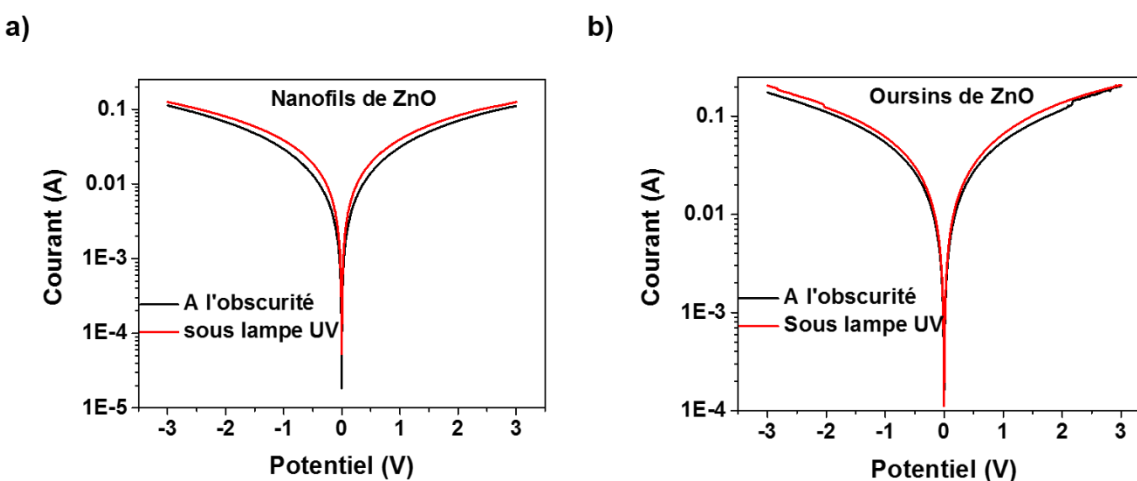 a)
Nanofils de ZnO
0.1
0.01
1E-3
1E-4
1E-5
Courant (A)
A l'obscurité
sous lampe UV
-3 -2 -1 0 1 2 3
Potentiel (V)
b)
Oursins de ZnO
0.1
0.01
1E-3
1E-4
Courant (A)
A l'obscurité
Sous lampe UV
-3 -2 -1 0 1 2 3
Potentiel (V)